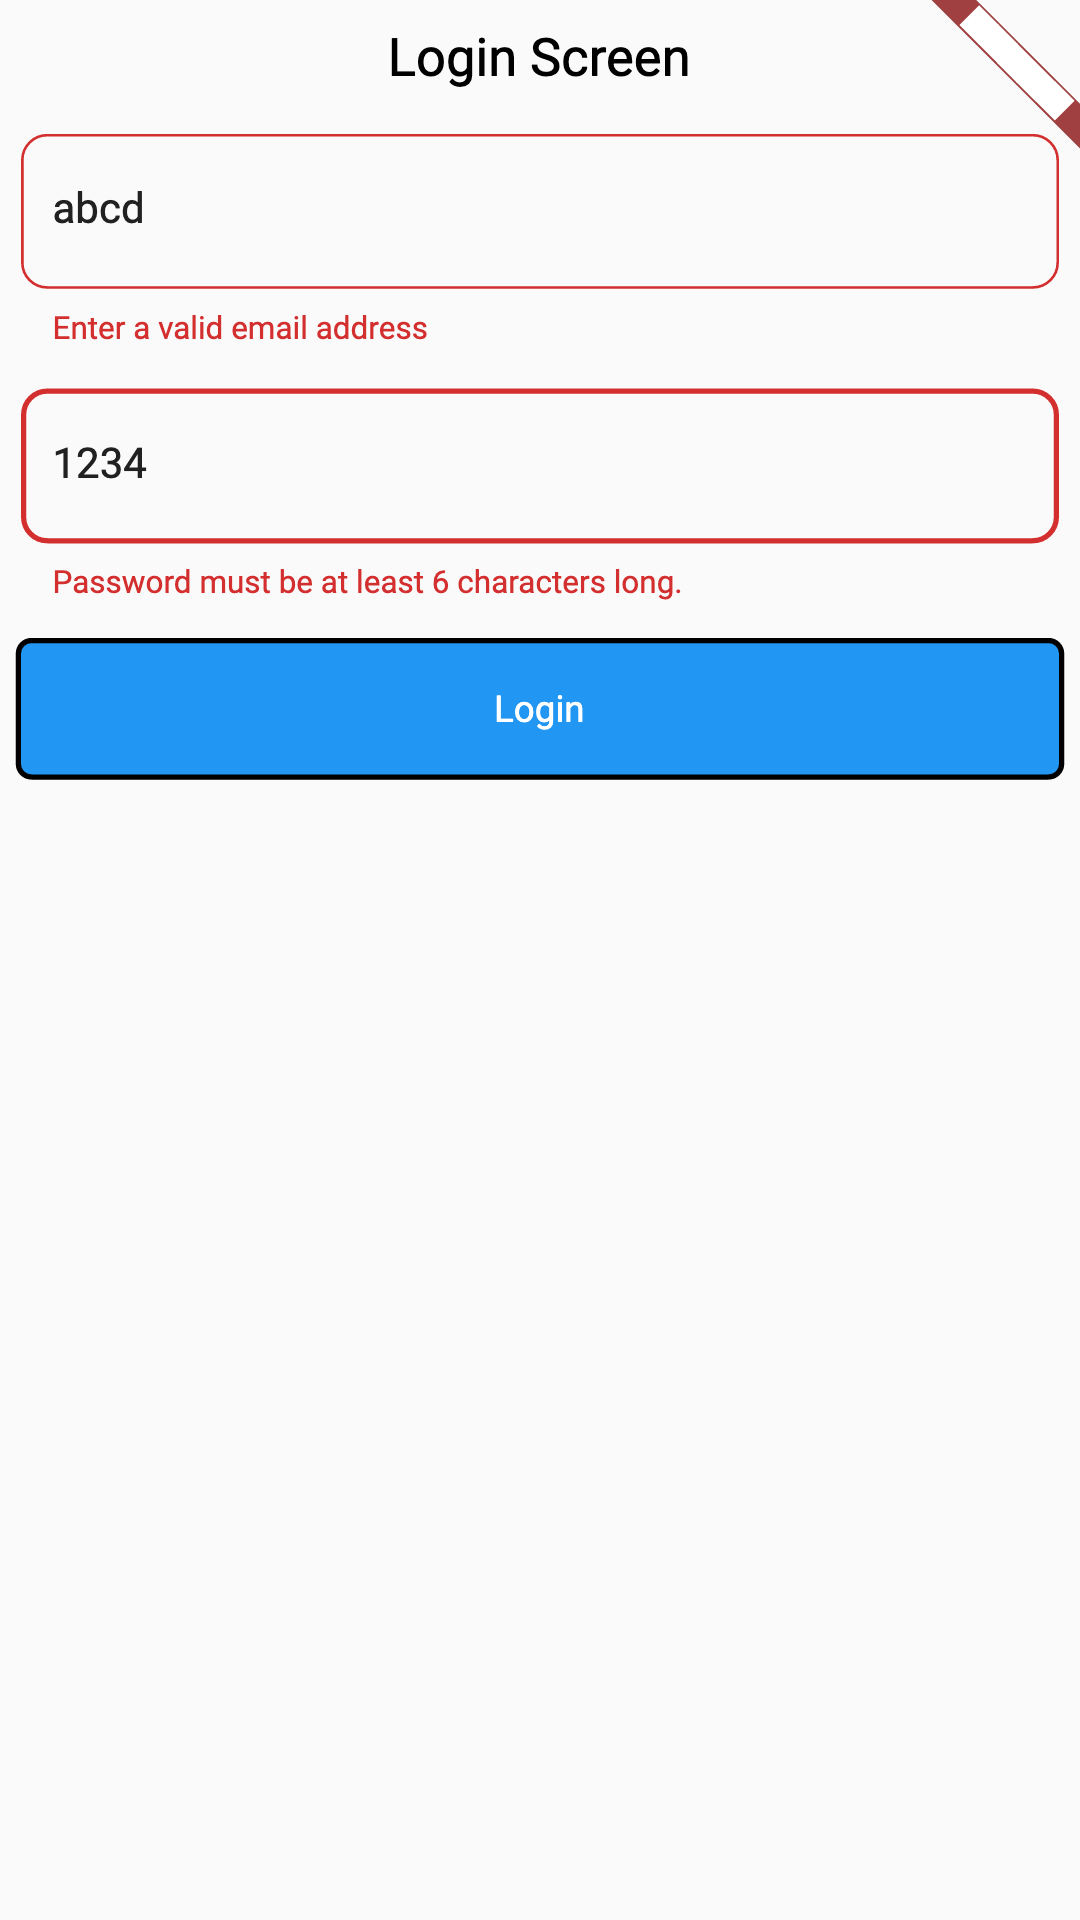 Login Screen
abcd
Enter a valid email address
1234
Password must be at least 6 characters long.
Login